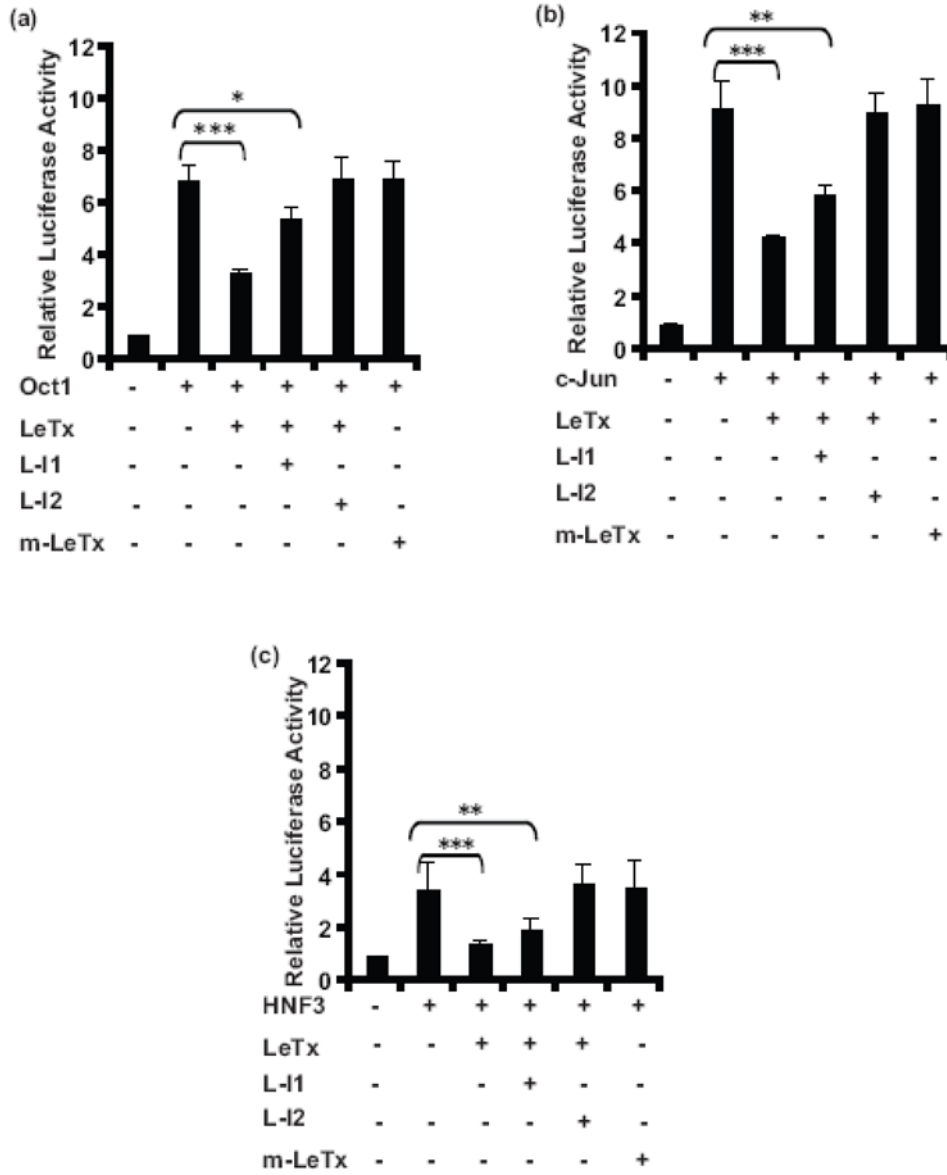 (a)
Relative Luciferase Activity
12
10
8
6
4
2
0
*
***
Oct1 - + + + + +
LeTx - - + + + -
L-I1 - - - + - -
L-I2 - - - - + -
m-LeTx - - - - - +
(b)
Relative Luciferase Activity
12
10
8
6
4
2
0
**
***
c-Jun - + + + + +
LeTx - - + + + -
L-I1 - - - + - -
L-I2 - - - - + -
m-LeTx - - - - - +
(c)
Relative Luciferase Activity
12
10
8
6
4
2
0
**
***
HNF3 - + + + + +
LeTx - - + + + -
L-I1 - - + - -
L-I2 - - - - + -
m-LeTx - - - - - +